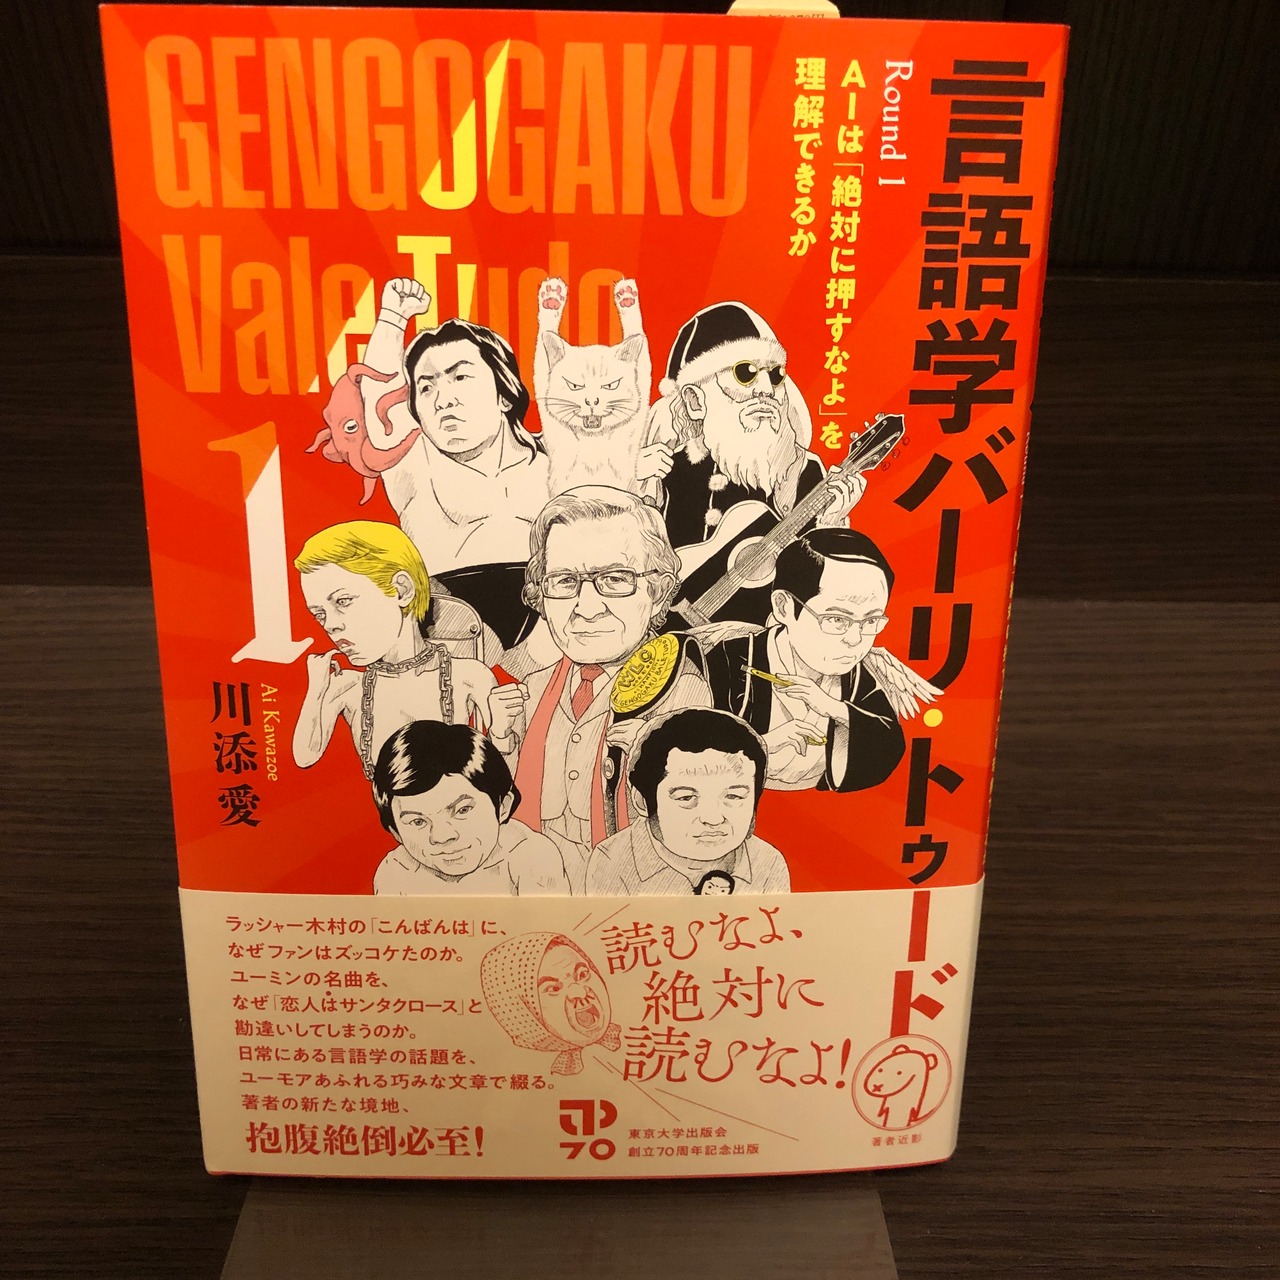 言語学バーリ・トゥード
Round 1
AIは「絶対に押すなよ」を
理解できるか
GENGOGAKU
Vale Tudo
1
川添愛
Ai Kawazoe
WLC
ラッシャー木村の「こんばんは」に、
なぜファンはズッコケたのか。
ユーミンの名曲を、
なぜ「恋人はサンタクロース」と
勘違いしてしまうのか。
日常にある言語学の話題を、
ユーモアあふれる巧みな文章で綴る。
著者の新たな境地、
抱腹絶倒必至!
読むなよ、
絶対に
読むなよ!
70
東京大学出版会
創立70周年記念出版
著者近影